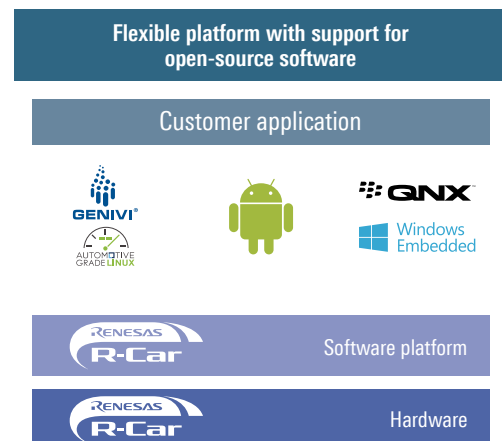 Flexible platform with support for
open-source software
Customer application
GENIVI®
AUTOMOTIVE
GRADE LINUX
QNX
Windows
Embedded
RENESAS
R-Car
Software platform
RENESAS
R-Car
Hardware